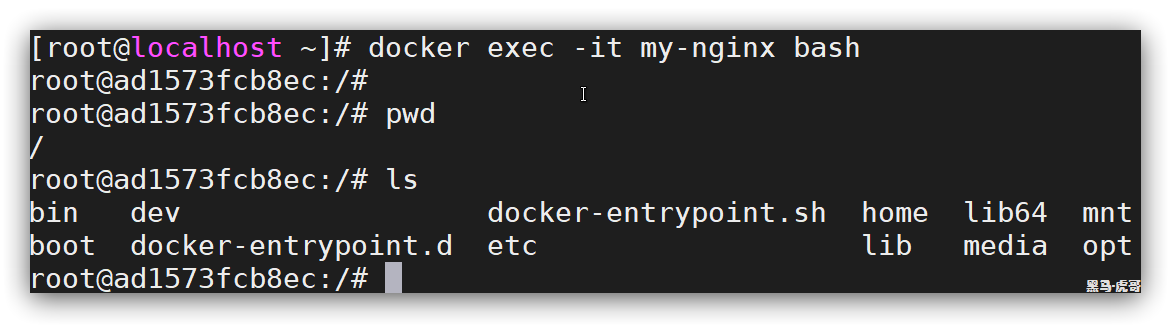 [root@localhost ~]# docker exec -it my-nginx bash
root@ad1573fcb8ec:/#
root@ad1573fcb8ec:/# pwd
/
root@ad1573fcb8ec:/# ls
bin   dev                  docker-entrypoint.sh  home  lib64  mnt
boot  docker-entrypoint.d  etc                   lib   media  opt
root@ad1573fcb8ec:/#
黑马·虎哥